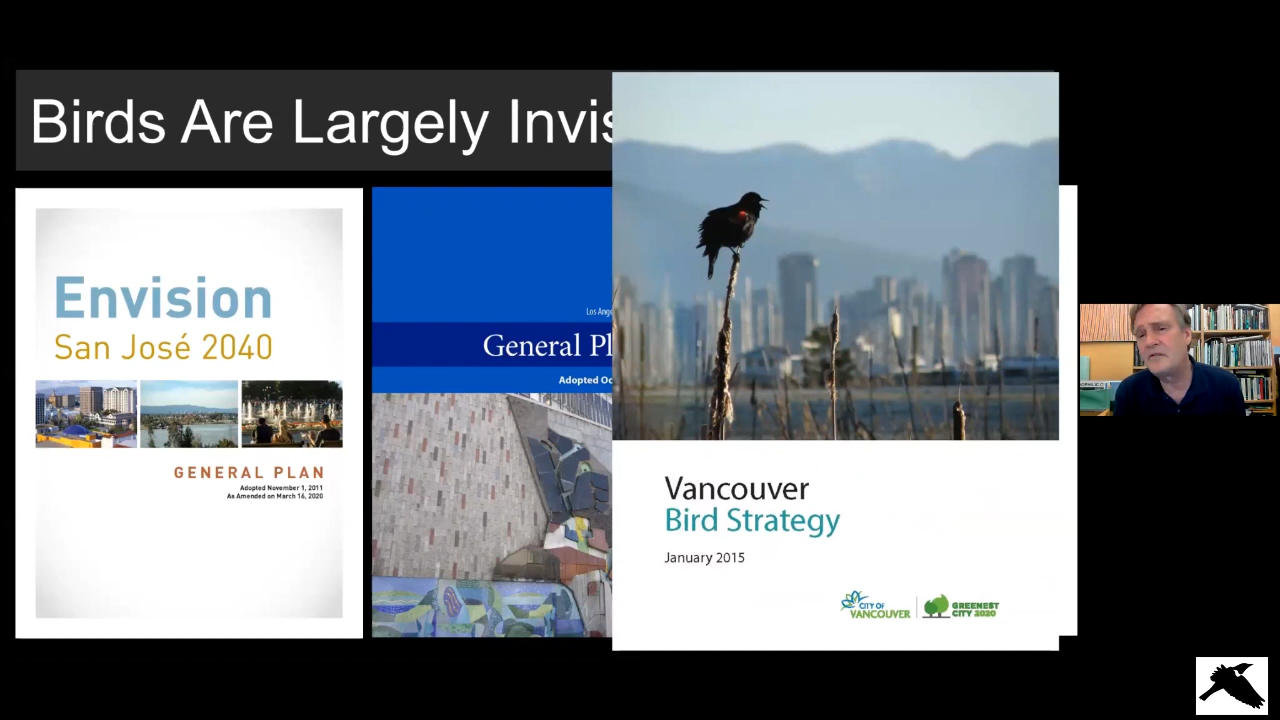 Birds Are Largely Invis
Envision
San José 2040
GENERAL PLAN
Adopted November 1, 2011
As Amended on March 16, 2020
Los Ange
General Pl
Adopted Oc
Vancouver
Bird Strategy
January 2015
CITY OF
VANCOUVER
GREENEST
CITY 2020